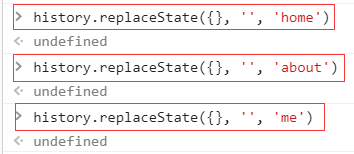 > history.replaceState({}, '', 'home')
< undefined
> history.replaceState({}, '', 'about')
< undefined
> history.replaceState({}, '', 'me')
< undefined